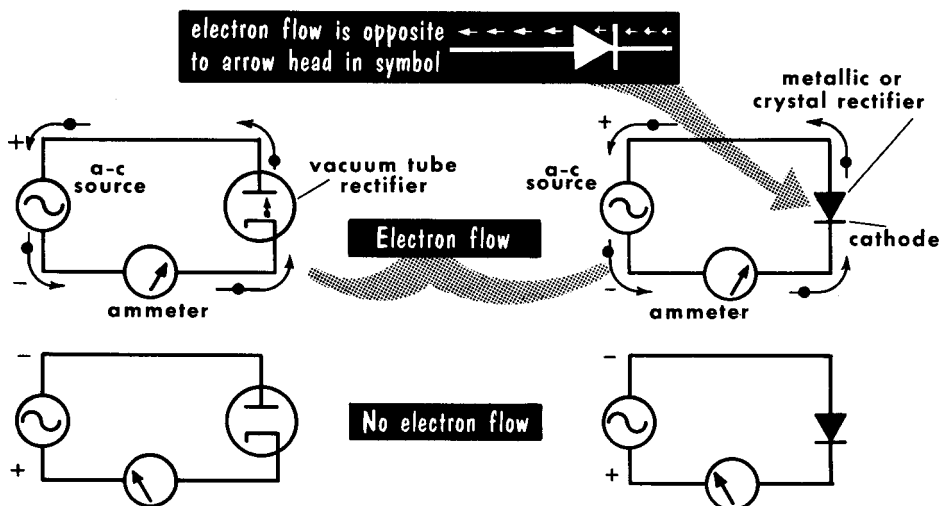 electron flow is opposite
to arrow head in symbol
metallic or
crystal rectifier
+
a-c
source
vacuum tube
rectifier
+
a-c
source
Electron flow
cathode
−
ammeter
−
ammeter
−
−
No electron flow
+
+